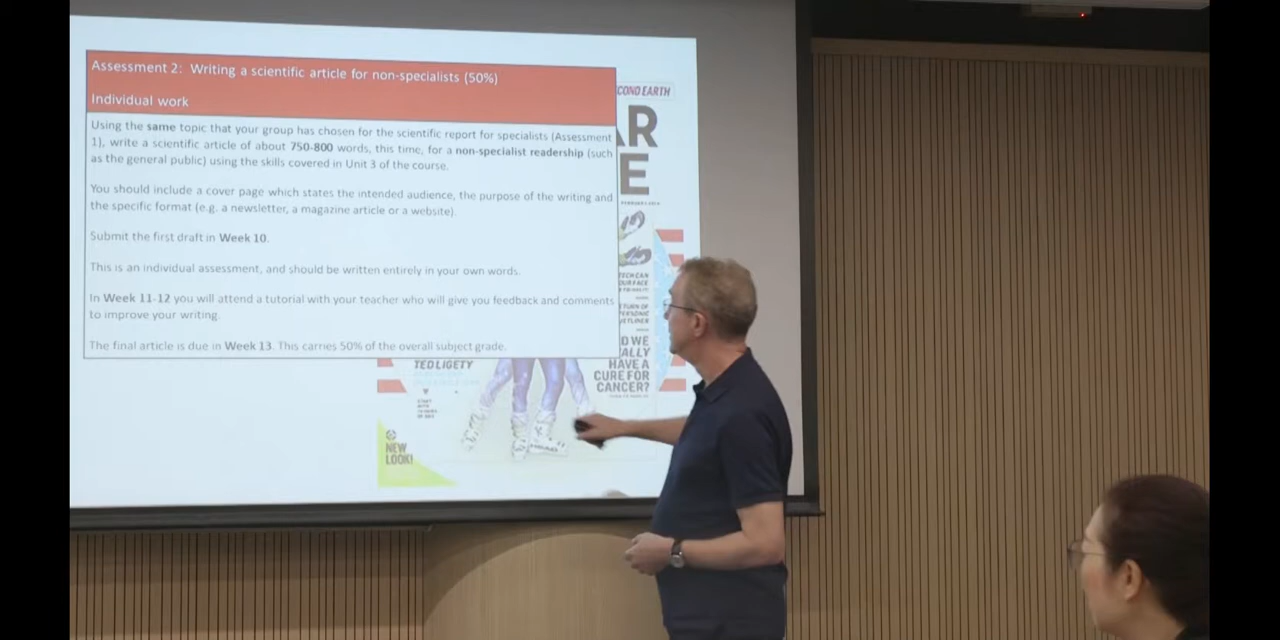 Assessment 2: Writing a scientific article for non-specialists (50%)
Individual work
Using the same topic that your group has chosen for the scientific report for specialists (Assessment
1), write a scientific article of about 750-800 words, this time, for a non-specialist readership (such
as the general public) using the skills covered in Unit 3 of the course.
You should include a cover page which states the intended audience, the purpose of the writing and
the specific format (e.g. a newsletter, a magazine article or a website).
Submit the first draft in Week 10.
This is an individual assessment, and should be written entirely in your own words.
In Week 11-12 you will attend a tutorial with your teacher who will give you feedback and comments
to improve your writing.
The final article is due in Week 13. This carries 50% of the overall subject grade.
COND EARTH
AR
E
TECH CAN
TURN OF
D WE
ALLY
HAVE A
CURE FOR
CANCER?
TED LIGETY
NEW
LOOK!